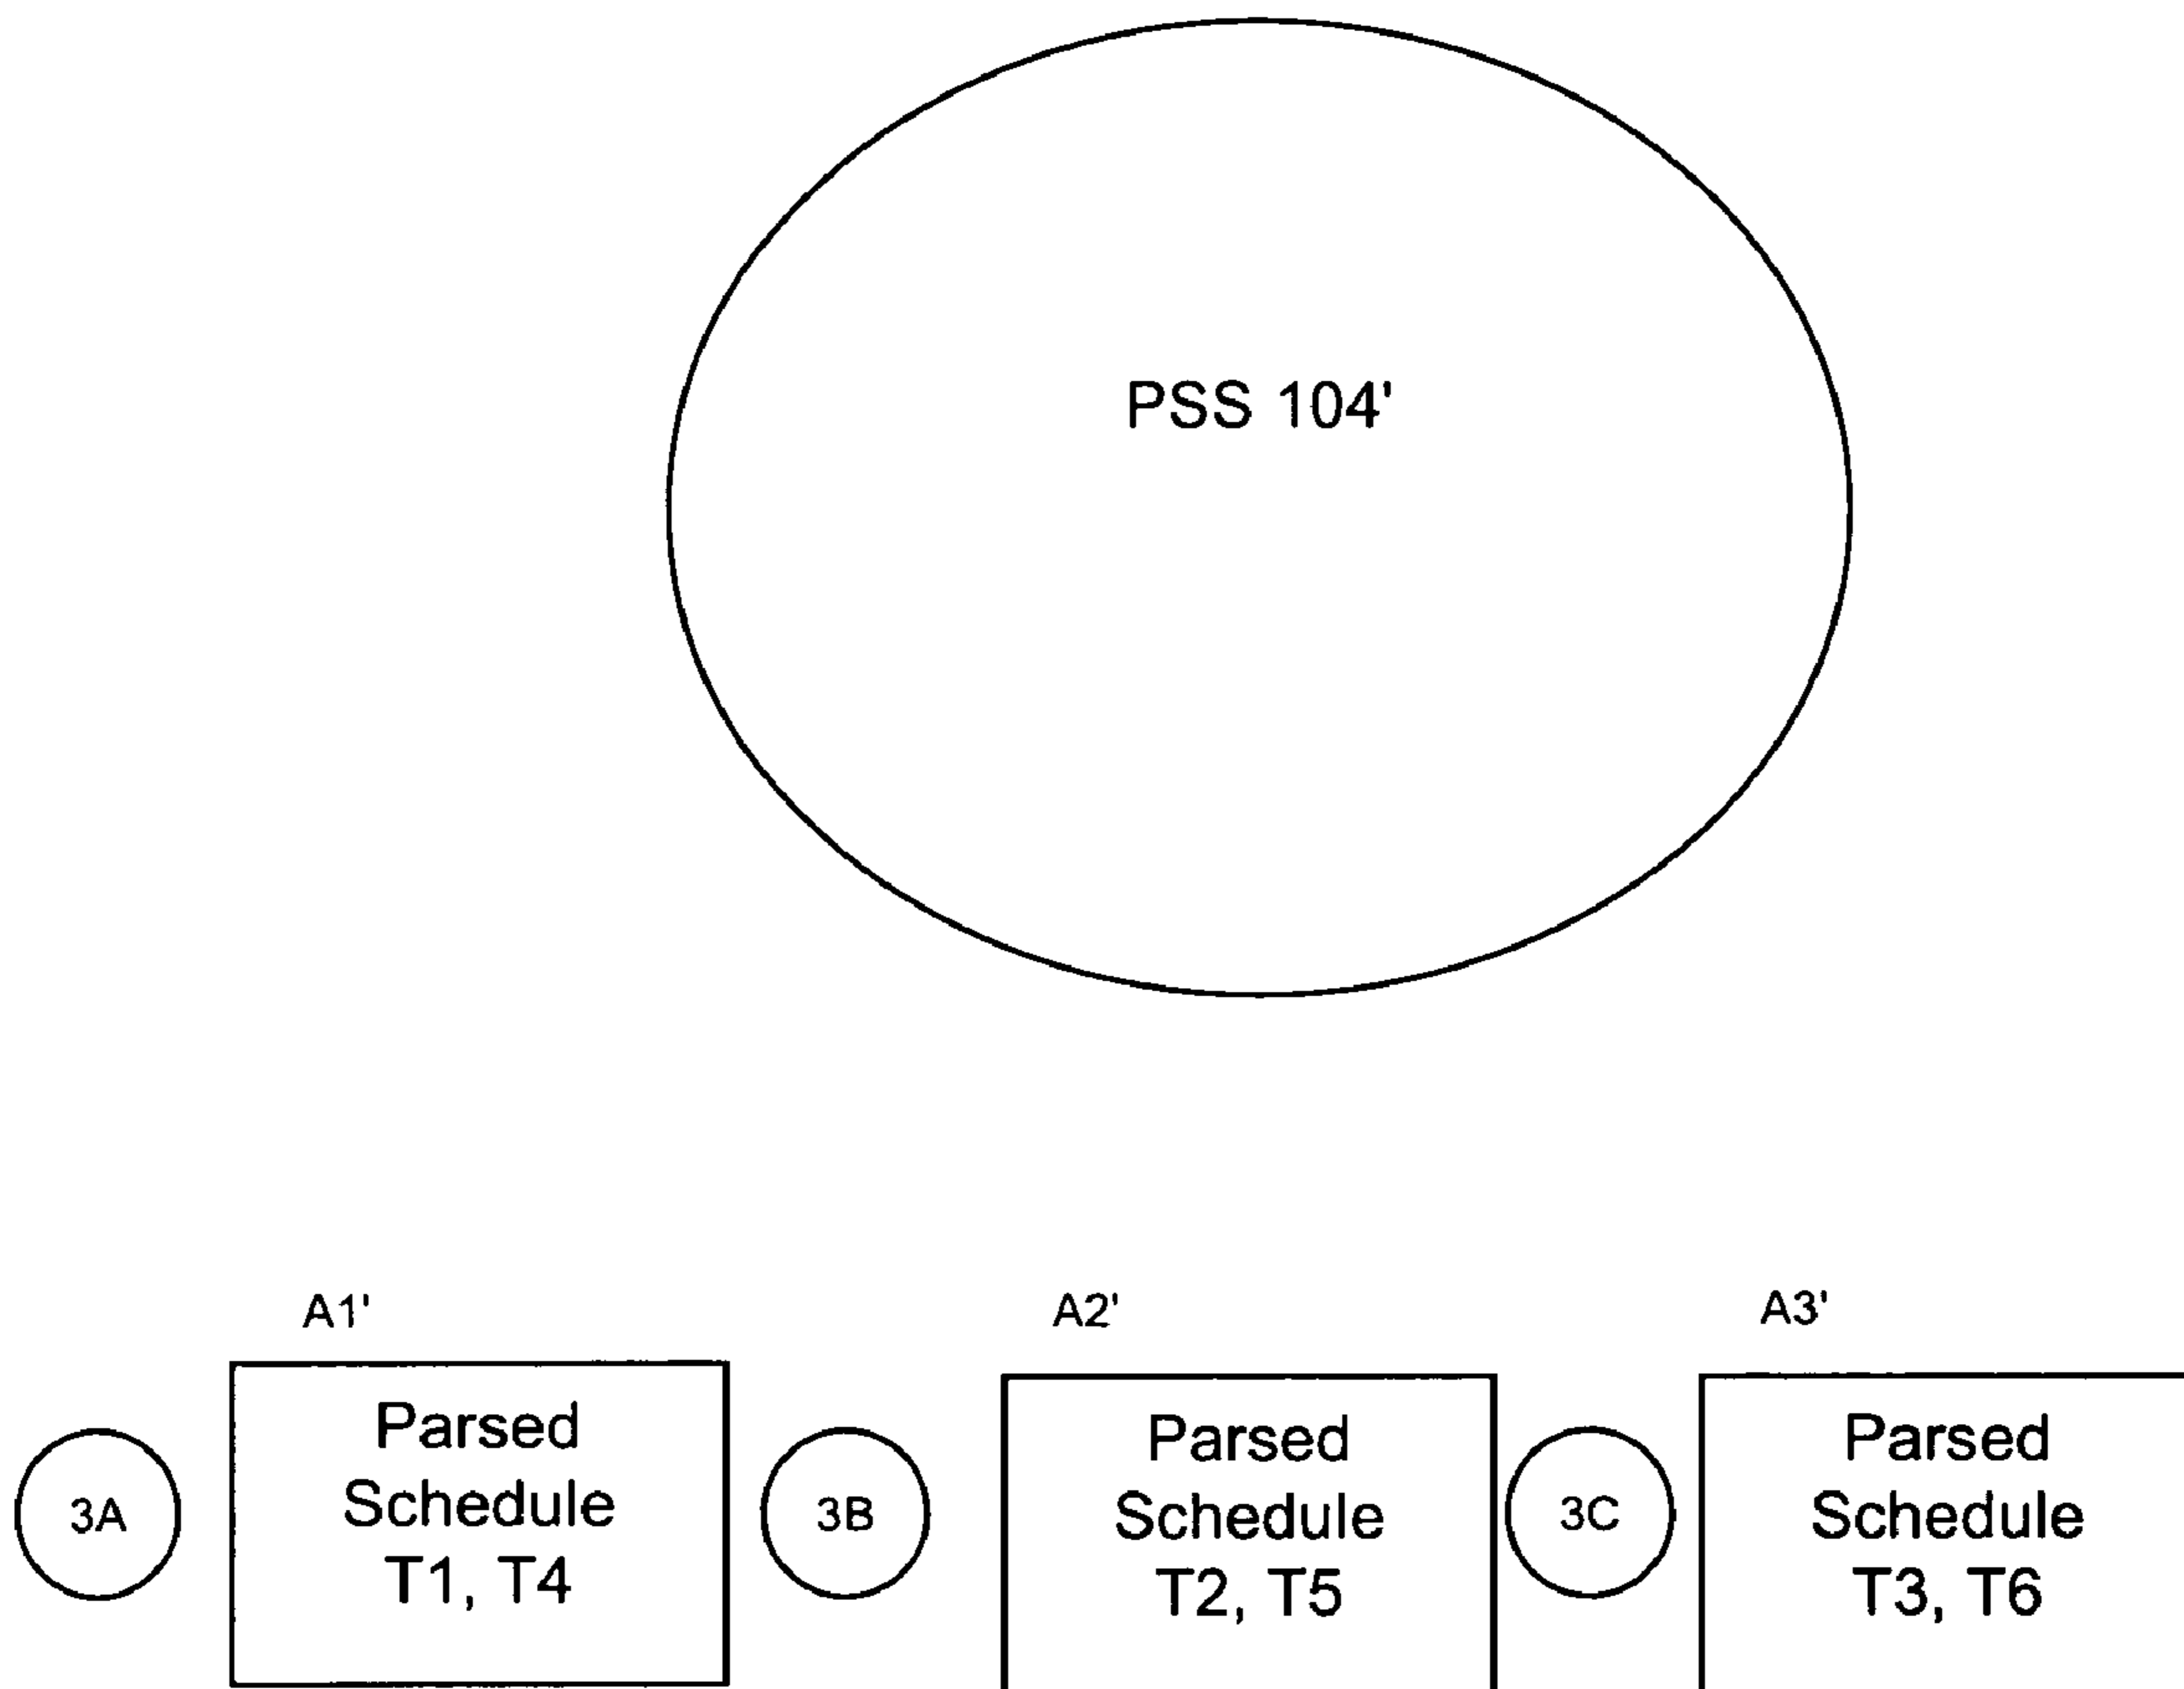 PSS 104'
A1'
A2'
A3'
3A
Parsed
Schedule
T1, T4
3B
Parsed
Schedule
T2, T5
3C
Parsed
Schedule
T3, T6